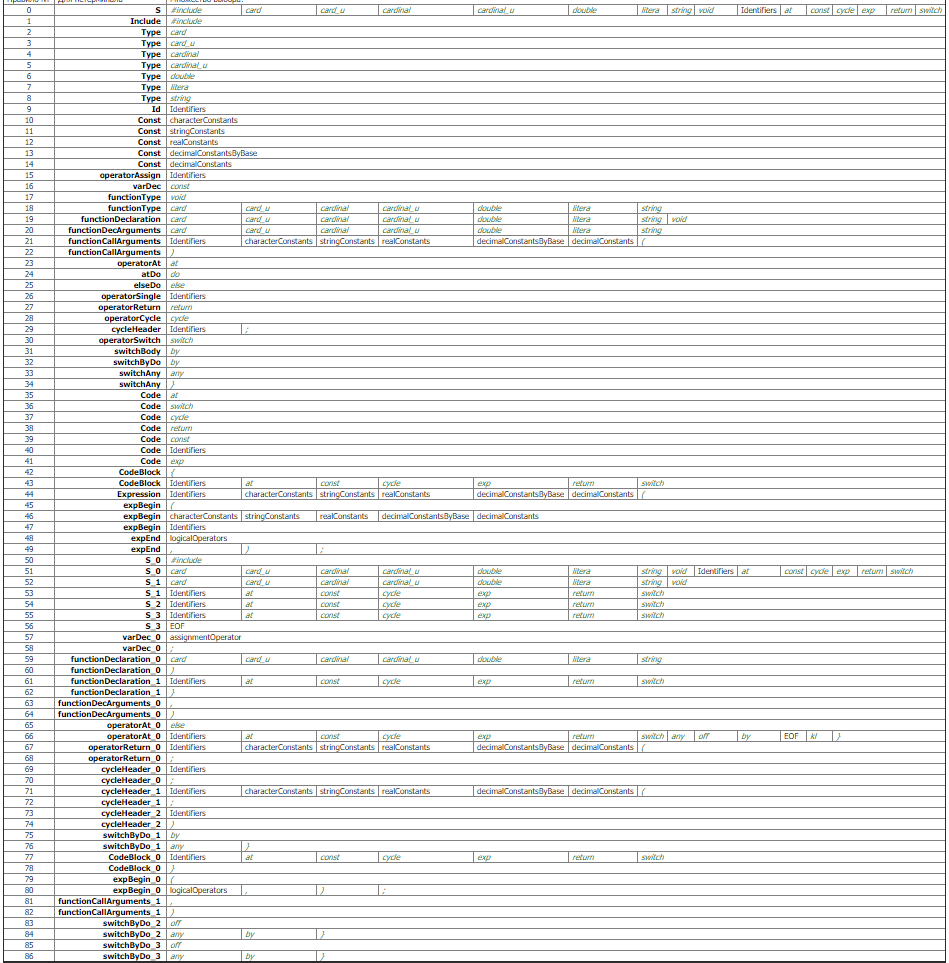 Правило № Для нетерминала Множество выбора:
0 S #include card card_u cardinal cardinal_u double litera string void Identifiers at const cycle exp return switch
1 Include #include
2 Type card
3 Type card_u
4 Type cardinal
5 Type cardinal_u
6 Type double
7 Type litera
8 Type string
9 Id Identifiers
10 Const characterConstants
11 Const stringConstants
12 Const realConstants
13 Const decimalConstantsByBase
14 Const decimalConstants
15 operatorAssign Identifiers
16 varDec const
17 functionType void
18 functionType card card_u cardinal cardinal_u double litera string
19 functionDeclaration card card_u cardinal cardinal_u double litera string void
20 functionDecArguments card card_u cardinal cardinal_u double litera string
21 functionCallArguments Identifiers characterConstants stringConstants realConstants decimalConstantsByBase decimalConstants (
22 functionCallArguments )
23 operatorAt at
24 atDo do
25 elseDo else
26 operatorSingle Identifiers
27 operatorReturn return
28 operatorCycle cycle
29 cycleHeader Identifiers ;
30 operatorSwitch switch
31 switchBody by
32 switchByDo by
33 switchAny any
34 switchAny }
35 Code at
36 Code switch
37 Code cycle
38 Code return
39 Code const
40 Code Identifiers
41 Code exp
42 CodeBlock {
43 CodeBlock Identifiers at const cycle exp return switch
44 Expression Identifiers characterConstants stringConstants realConstants decimalConstantsByBase decimalConstants (
45 expBegin (
46 expBegin characterConstants stringConstants realConstants decimalConstantsByBase decimalConstants
47 expBegin Identifiers
48 expEnd logicalOperators
49 expEnd , ) ;
50 S_0 #include
51 S_0 card card_u cardinal cardinal_u double litera string void Identifiers at const cycle exp return switch
52 S_1 card card_u cardinal cardinal_u double litera string void
53 S_1 Identifiers at const cycle exp return switch
54 S_2 Identifiers at const cycle exp return switch
55 S_3 Identifiers at const cycle exp return switch
56 S_3 EOF
57 varDec_0 assignmentOperator
58 varDec_0 ;
59 functionDeclaration_0 card card_u cardinal cardinal_u double litera string
60 functionDeclaration_0 )
61 functionDeclaration_1 Identifiers at const cycle exp return switch
62 functionDeclaration_1 }
63 functionDecArguments_0 ,
64 functionDecArguments_0 )
65 operatorAt_0 else
66 operatorAt_0 Identifiers at const cycle exp return switch any off by EOF kl }
67 operatorReturn_0 Identifiers characterConstants stringConstants realConstants decimalConstantsByBase decimalConstants (
68 operatorReturn_0 ;
69 cycleHeader_0 Identifiers
70 cycleHeader_0 ;
71 cycleHeader_1 Identifiers characterConstants stringConstants realConstants decimalConstantsByBase decimalConstants (
72 cycleHeader_1 ;
73 cycleHeader_2 Identifiers
74 cycleHeader_2 )
75 switchByDo_1 by
76 switchByDo_1 any }
77 CodeBlock_0 Identifiers at const cycle exp return switch
78 CodeBlock_0 }
79 expBegin_0 (
80 expBegin_0 logicalOperators , ) ;
81 functionCallArguments_1 ,
82 functionCallArguments_1 )
83 switchByDo_2 off
84 switchByDo_2 any by }
85 switchByDo_3 off
86 switchByDo_3 any by }